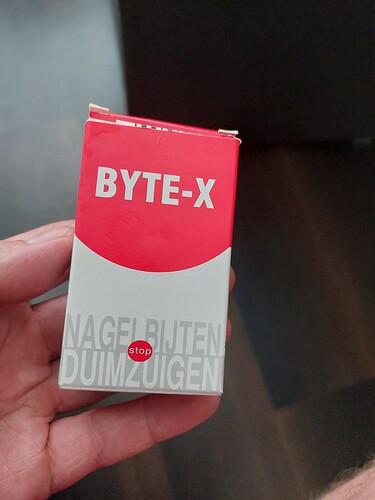 BYTE-X
NAGELBIJTEN
stop
DUIMZUIGEN